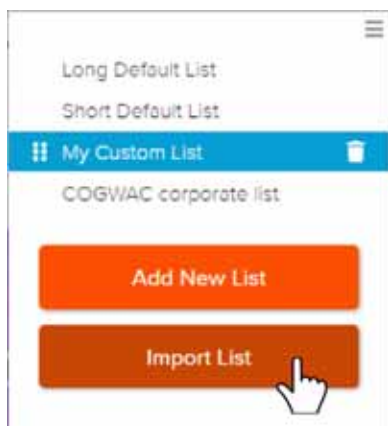 Long Default List
Short Default List
My Custom List
COGWAC corporate list
Add New List
Import List